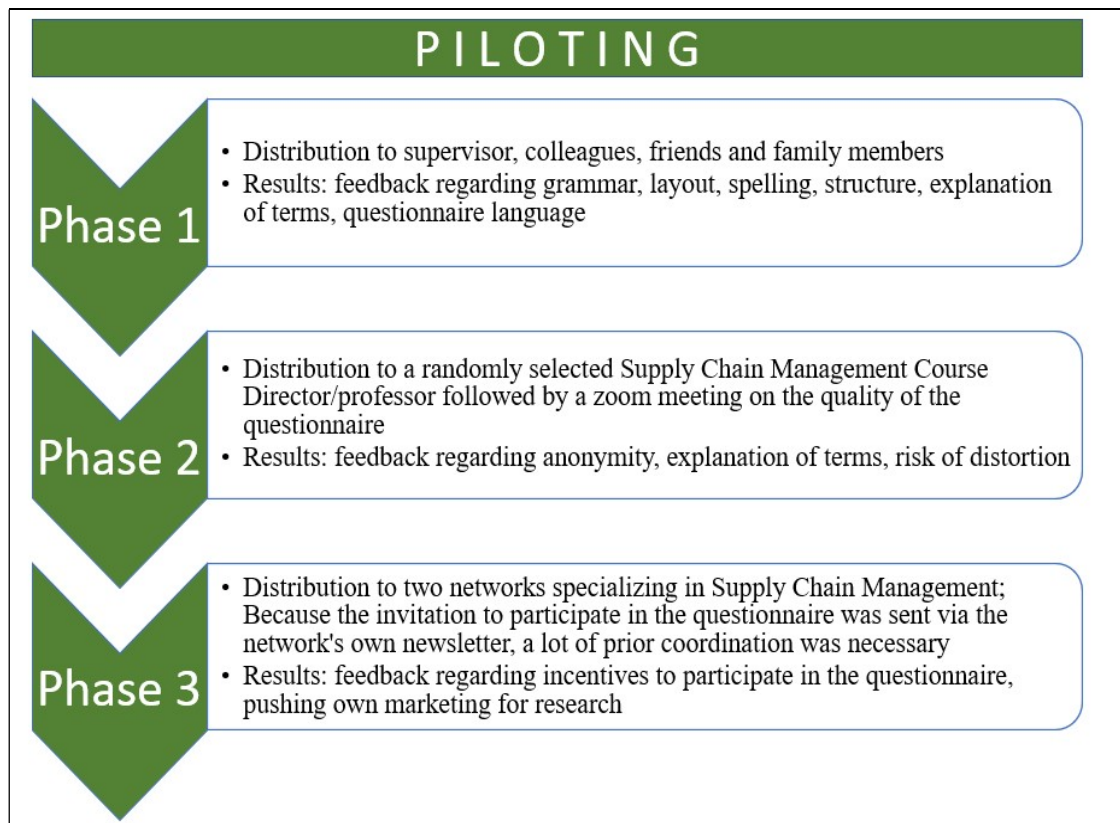 PILOTING
Phase 1
• Distribution to supervisor, colleagues, friends and family members
• Results: feedback regarding grammar, layout, spelling, structure, explanation
of terms, questionnaire language
Phase 2
• Distribution to a randomly selected Supply Chain Management Course
Director/professor followed by a zoom meeting on the quality of the
questionnaire
• Results: feedback regarding anonymity, explanation of terms, risk of distortion
Phase 3
• Distribution to two networks specializing in Supply Chain Management;
Because the invitation to participate in the questionnaire was sent via the
network's own newsletter, a lot of prior coordination was necessary
• Results: feedback regarding incentives to participate in the questionnaire,
pushing own marketing for research